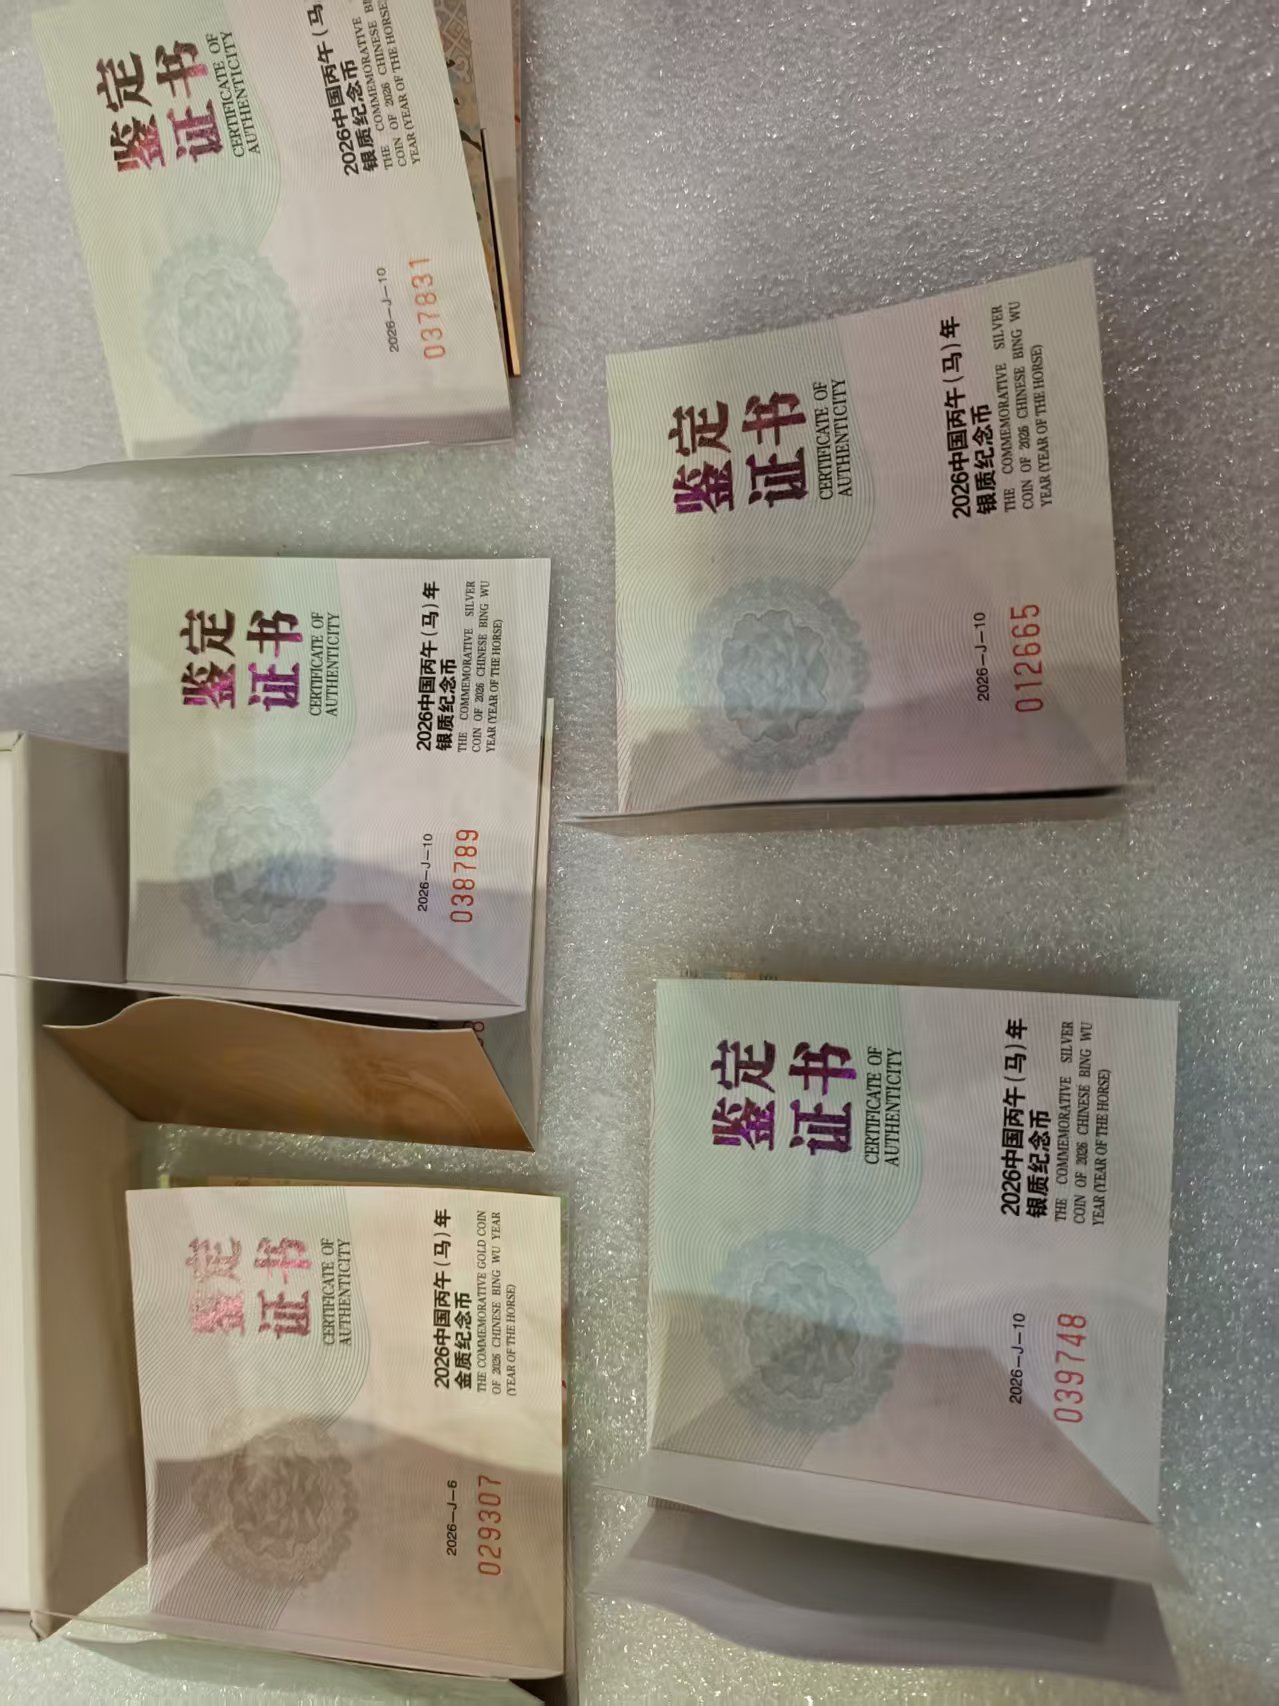 鉴定
证书
CERTIFICATE OF
AUTHENTICITY
2026中国丙午(马
银质纪念币
THE COMMEMORATIVE
COIN OF 2026 CHINESE
YEAR (YEAR OF THE HORSE
2026—J—10
037831
鉴定
证书
CERTIFICATE OF
AUTHENTICITY
2026中国丙午(马)年
银质纪念币
THE COMMEMORATIVE SILVER
COIN OF 2026 CHINESE BING WU
YEAR (YEAR OF THE HORSE)
2026—J—10
038789
鉴定
证书
CERTIFICATE OF
AUTHENTICITY
2026中国丙午(马)年
金质纪念币
THE COMMEMORATIVE GOLD COIN
OF 2026 CHINESE BING WU YEAR
(YEAR OF THE HORSE)
2026—J—6
029307
鉴定
证书
CERTIFICATE OF
AUTHENTICITY
2026中国丙午(马)年
银质纪念币
THE COMMEMORATIVE SILVER
COIN OF 2026 CHINESE BING WU
YEAR (YEAR OF THE HORSE)
2026—J—10
012665
鉴定
证书
CERTIFICATE OF
AUTHENTICITY
2026中国丙午(马)年
银质纪念币
THE COMMEMORATIVE SILVER
COIN OF 2026 CHINESE BING WU
YEAR (YEAR OF THE HORSE)
2026—J—10
039748